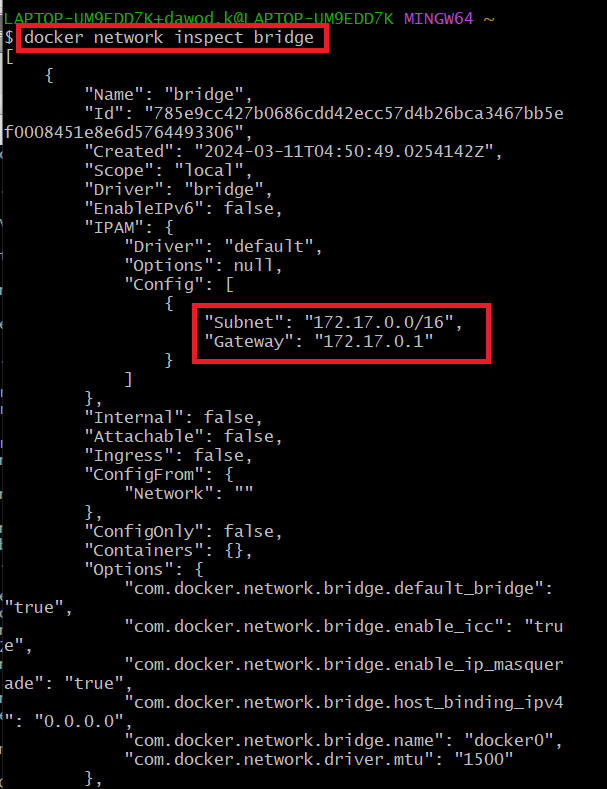 LAPTOP-UM9EDD7K+dawod.k@LAPTOP-UM9EDD7K MINGW64 ~
$ docker network inspect bridge
[
    {
        "Name": "bridge",
        "Id": "785e9cc427b0686cdd42ecc57d4b26bca3467bb5e
f0008451e8e6d5764493306",
        "Created": "2024-03-11T04:50:49.0254142Z",
        "Scope": "local",
        "Driver": "bridge",
        "EnableIPv6": false,
        "IPAM": {
            "Driver": "default",
            "Options": null,
            "Config": [
                {
                    "Subnet": "172.17.0.0/16",
                    "Gateway": "172.17.0.1"
                }
            ]
        },
        "Internal": false,
        "Attachable": false,
        "Ingress": false,
        "ConfigFrom": {
            "Network": ""
        },
        "ConfigOnly": false,
        "Containers": {},
        "Options": {
            "com.docker.network.bridge.default_bridge":
"true",
            "com.docker.network.bridge.enable_icc": "tru
e",
            "com.docker.network.bridge.enable_ip_masquer
ade": "true",
            "com.docker.network.bridge.host_binding_ipv4
": "0.0.0.0",
            "com.docker.network.bridge.name": "docker0",
            "com.docker.network.driver.mtu": "1500"
        },